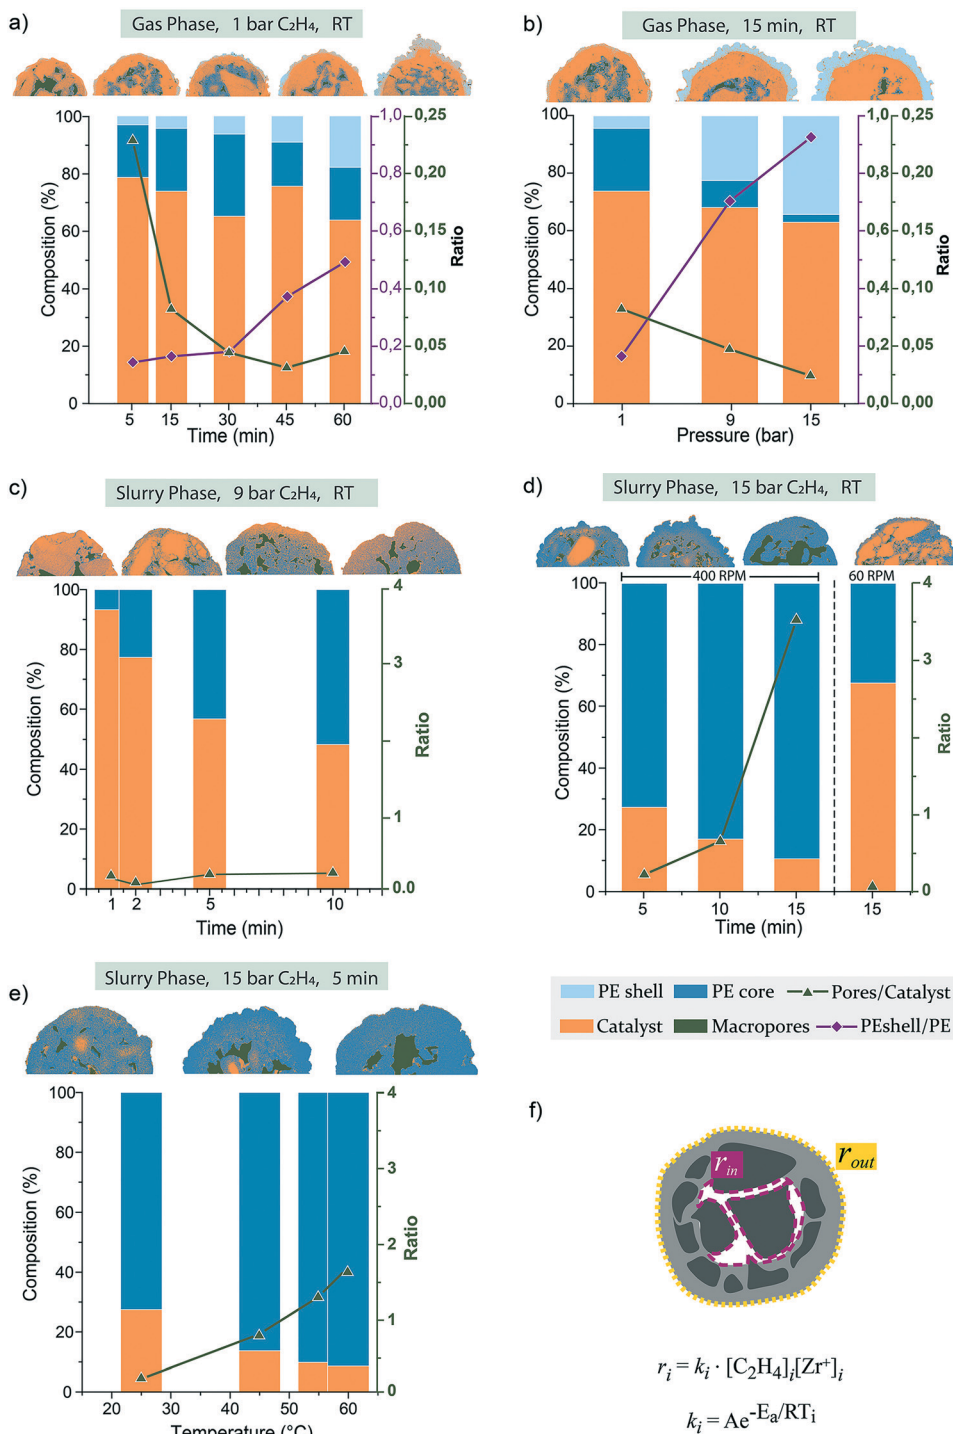 a)
Gas Phase, 1 bar C₂H₄, RT
100
80
60
40
20
0
Composition (%)
5
15
30
45
60
Time (min)
1,0
0,8
0,6
0,4
0,2
0,0
0,25
0,20
0,15
0,10
0,05
0,00
Ratio
b)
Gas Phase, 15 min, RT
100
80
60
40
20
0
Composition (%)
1
9
15
Pressure (bar)
1,0
0,8
0,6
0,4
0,2
0,0
0,25
0,20
0,15
0,10
0,05
0,00
Ratio
c)
Slurry Phase, 9 bar C₂H₄, RT
100
80
60
40
20
0
Composition (%)
1
2
5
10
Time (min)
4
3
1
0.0
Ratio
d)
Slurry Phase, 15 bar C₂H₄, RT
400 RPM
60 RPM
100
80
60
40
20
0
Composition (%)
5
10
15
15
Time (min)
4
3
2
1
0
Ratio
e)
Slurry Phase, 15 bar C₂H₄, 5 min
100
80
60
40
20
0
Composition (%)
20
30
40
50
60
Temperature (°C)
4
3
2
1
0
Ratio
PE shell
PE core
Pores/Catalyst
Catalyst
Macropores
PEshell/PE
f)
r_in
r_out
rᵢ = kᵢ · [C₂H₄]ᵢ[Zr⁺]ᵢ
kᵢ = Ae^-Eₐ/RTᵢ